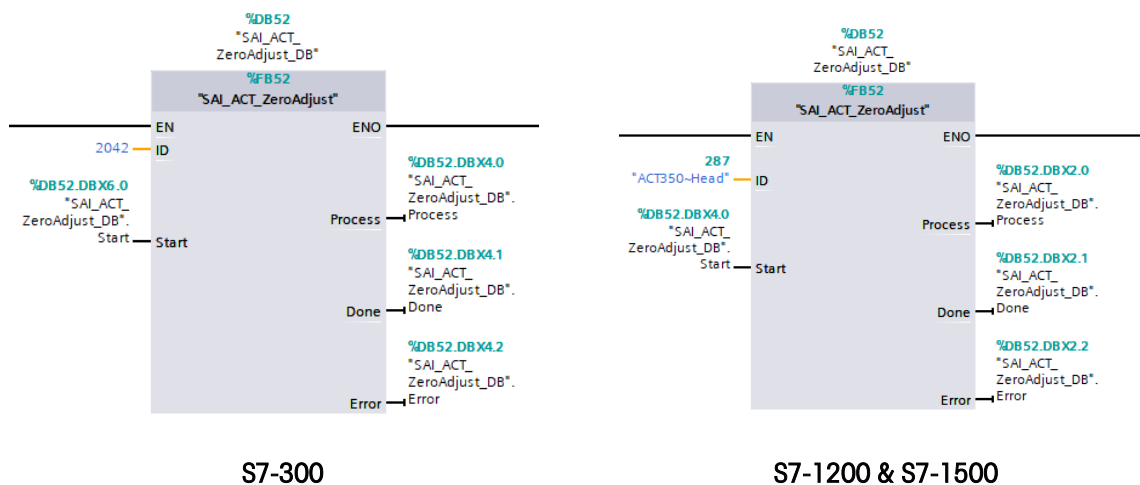 %DB52
"SAI_ACT_
ZeroAdjust_DB"
%FB52
"SAI_ACT_ZeroAdjust"
EN
ENO
2042
ID
%DB52.DBX6.0
"SAI_ACT_
ZeroAdjust_DB".
Start
Start
%DB52.DBX4.0
"SAI_ACT_
ZeroAdjust_DB".
Process
Process
%DB52.DBX4.1
"SAI_ACT_
ZeroAdjust_DB".
Done
Done
%DB52.DBX4.2
"SAI_ACT_
ZeroAdjust_DB".
Error
Error
S7-300
%DB52
"SAI_ACT_
ZeroAdjust_DB"
%FB52
"SAI_ACT_ZeroAdjust"
EN
ENO
287
"ACT350~Head"
ID
%DB52.DBX4.0
"SAI_ACT_
ZeroAdjust_DB".
Start
Start
%DB52.DBX2.0
"SAI_ACT_
ZeroAdjust_DB".
Process
Process
%DB52.DBX2.1
"SAI_ACT_
ZeroAdjust_DB".
Done
Done
%DB52.DBX2.2
"SAI_ACT_
ZeroAdjust_DB".
Error
Error
S7-1200 & S7-1500